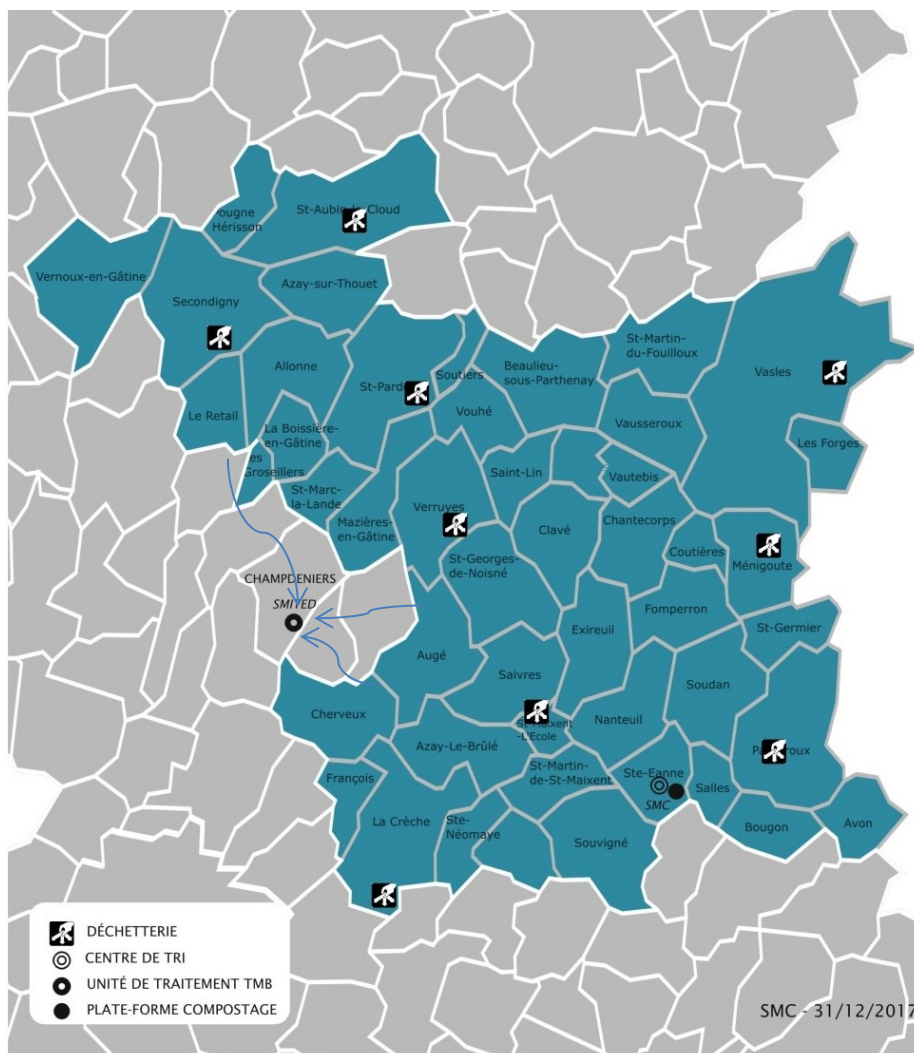 St-Aubin-le-Cloud
Hérisson
Vernoux-en-Gâtine
Azay-sur-Thouet
Secondigny
St-Martin-
du-Fouilloux
Allonne
Soutiers
Beaulieu-
sous-Parthenay
Vasles
St-Pardoux
Le Retail
Vouhé
La Boissière-
en-Gâtine
Vausseroux
Les Forges
Groseillers
Saint-Lin
Vautebis
St-Marc-
la-Lande
Verruyes
Mazières-
en-Gâtine
Clavé
Chantecorps
Coutières
Ménigoute
St-Georges-
de-Noisné
CHAMPDENIERS
SMITED
Fomperron
Exireuil
St-Germier
Augé
Saivres
Soudan
Cherveux
Nanteuil
St-Maixent
-L'Ecole
Azay-Le-Brûlé
St-Martin-
de-St-Maixent
Ste-Eanne
SMC
François
Salles
La Crèche
Ste-
Néomaye
Souvigné
Bougon
Avon
DÉCHETTERIE
CENTRE DE TRI
UNITÉ DE TRAITEMENT TMB
PLATE-FORME COMPOSTAGE
SMC - 31/12/2017